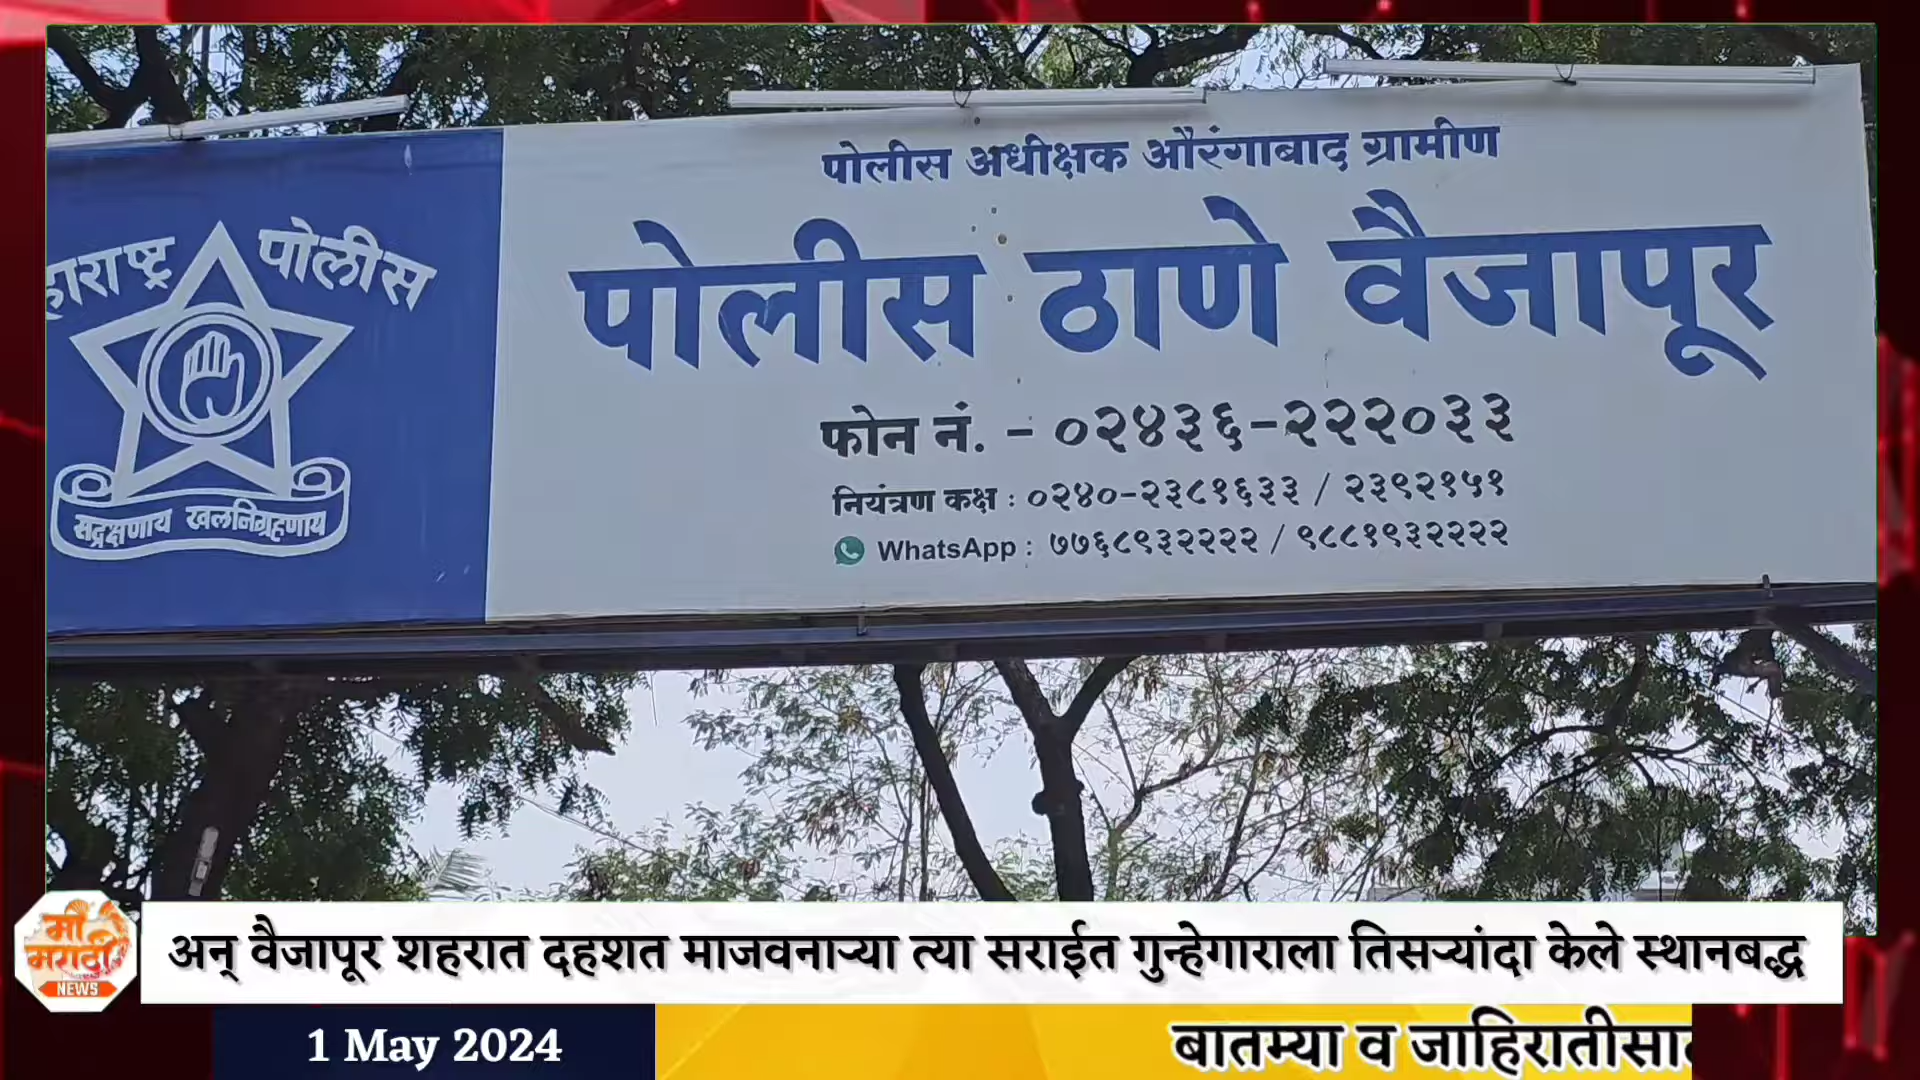 पोलीस अधीक्षक औरंगाबाद ग्रामीण
हाराष्ट्र पोलीस
पोलीस ठाणे वैजापूर
फोन नं. - ०२४३६-२२२०३३
नियंत्रण कक्ष : ०२४०-२३८१६३३ / २३९२१५१
WhatsApp : ७७६८९३२२२२ / ९८८१९३२२२२
सद्रक्षणाय खलनिग्रहणाय
मी मराठी NEWS
अन् वैजापूर शहरात दहशत माजवनाऱ्या त्या सराईत गुन्हेगाराला तिसऱ्यांदा केले स्थानबद्ध
1 May 2024
बातम्या व जाहिरातीसा